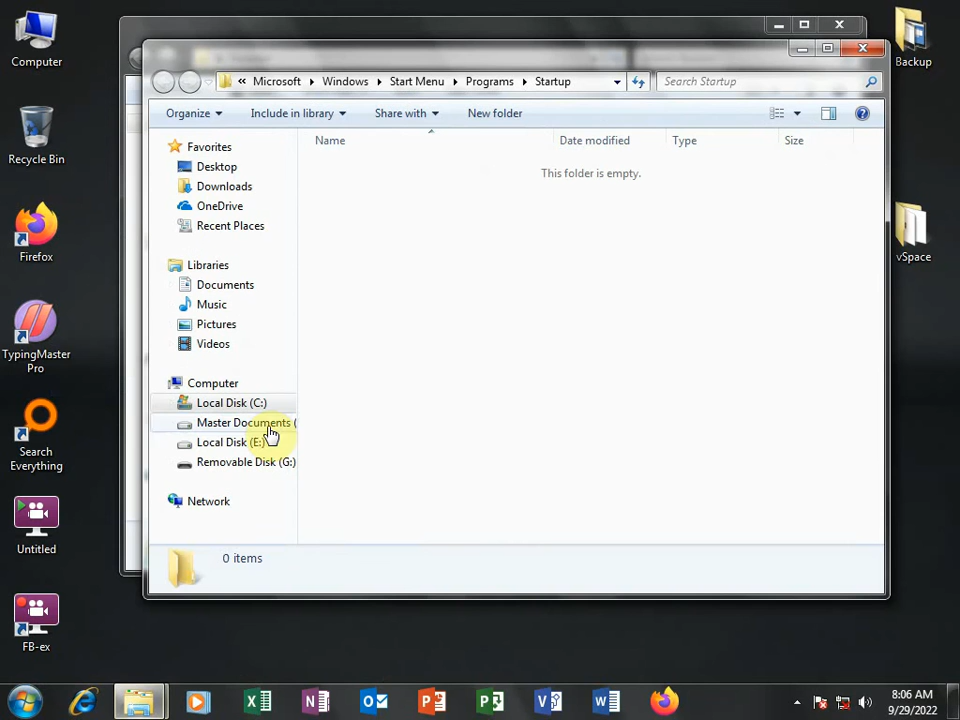 Computer
Recycle Bin
Firefox
TypingMaster
Pro
Search
Everything
Untitled
FB-ex
Backup
vSpace
« Microsoft Windows Start Menu Programs Startup
Search Startup
Organize Include in library Share with New folder
Name Date modified Type Size
This folder is empty.
Favorites
Desktop
Downloads
OneDrive
Recent Places
Libraries
Documents
Music
Pictures
Videos
Computer
Local Disk (C:)
Master Documents (
Local Disk (E:)
Removable Disk (G:)
Network
0 items
8:06 AM
9/29/2022